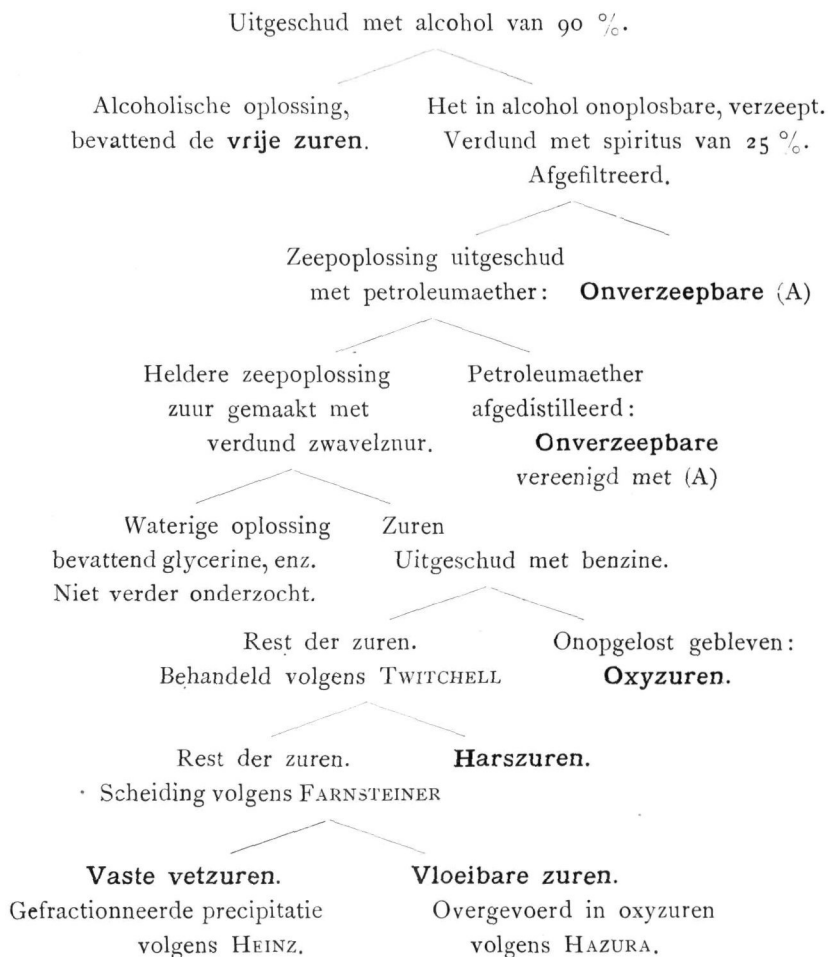 Uitgeschud met alcohol van 90 %.
Alcoholische oplossing,
bevattend de vrije zuren.
Het in alcohol onoplosbare, verzeept.
Verdund met spiritus van 25 %.
Afgefiltreerd.
Zeepoplossing uitgeschud
met petroleumaether:
Onverzeepbare (A)
Heldere zeepoplossing
zuur gemaakt met
verdund zwavelznur.
Petroleumaether
afgedistilleerd:
Onverzeepbare
vereenigd met (A)
Waterige oplossing
bevattend glycerine, enz.
Niet verder onderzocht.
Zuren
Uitgeschud met benzine.
Rest der zuren.
Behandeld volgens TWITCHELL
Onopgelost gebleven:
Oxyzuren.
Rest der zuren.
Scheiding volgens FARNSTEINER
Harszuren.
Vaste vetzuren.
Gefractionneerde precipitatie
volgens HEINZ.
Vloeibare zuren.
Overgevoerd in oxyzuren
volgens HAZURA.